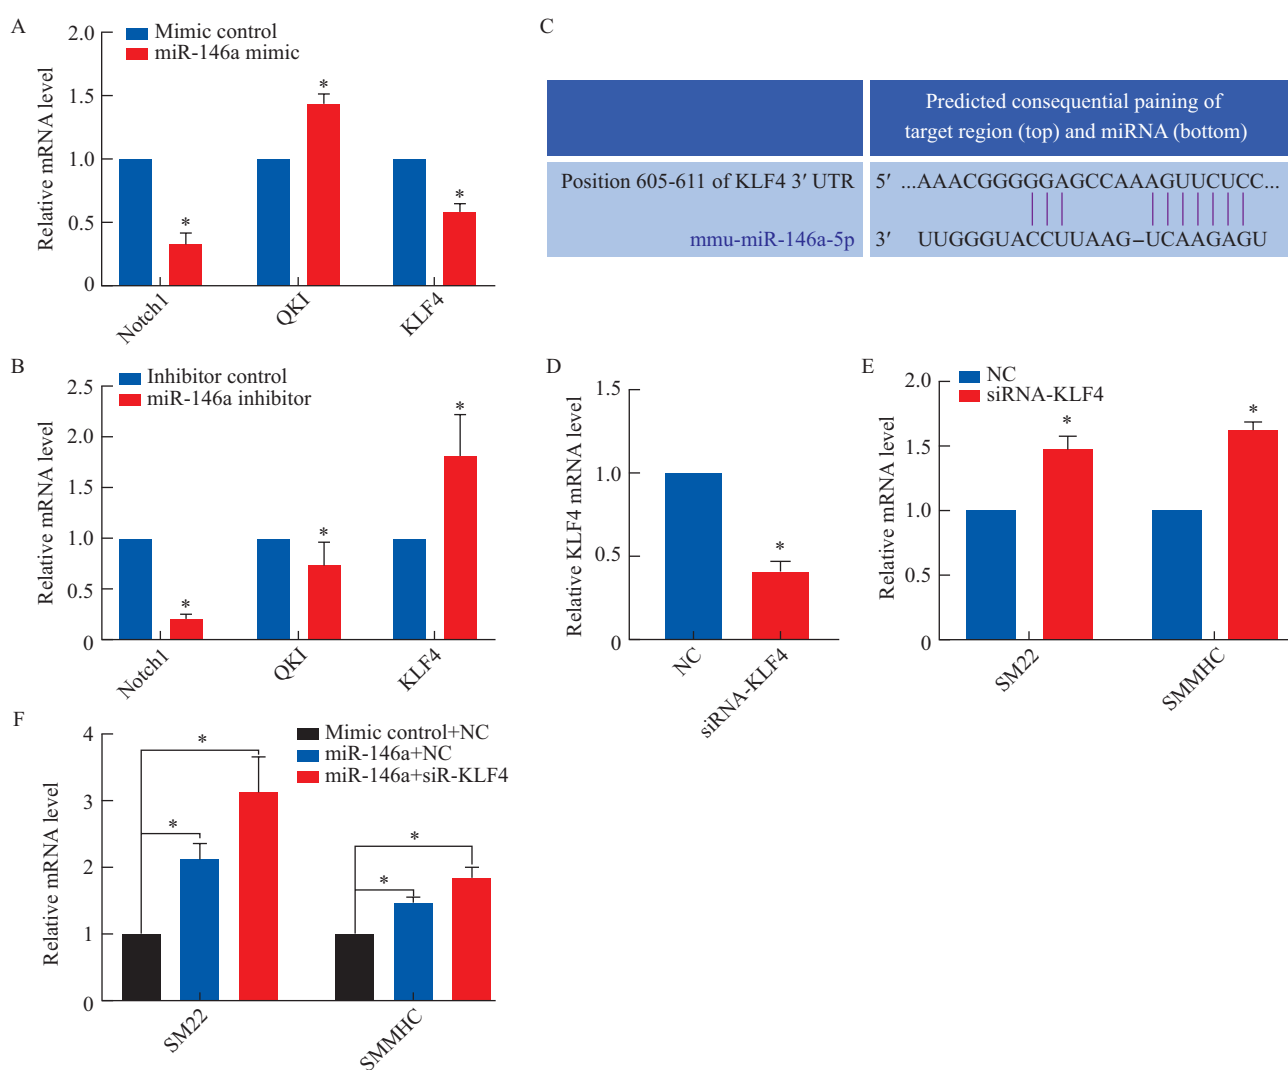 A
Mimic control
miR-146a mimic
Relative mRNA level
2.0
1.5
1.0
0.5
0
*
*
*
Notch1
QKI
KLF4
B
Inhibitor control
miR-146a inhibitor
Relative mRNA level
2.5
2.0
1.5
1.0
0.5
0
*
*
*
Notch1
QKI
KLF4
C
Predicted consequential paining of
target region (top) and miRNA (bottom)
Position 605-611 of KLF4 3′ UTR
5′ ...AAACGGGGGAGCCAAAGUUCUCC...
mmu-miR-146a-5p
3′ UUGGGUACCUUAAG–UCAAGAGU
D
Relative KLF4 mRNA level
1.5
1.0
0.5
0
*
NC
siRNA-KLF4
E
NC
siRNA-KLF4
Relative mRNA level
2.0
1.5
1.0
0.5
0
*
*
SM22
SMMHC
F
Mimic control+NC
miR-146a+NC
miR-146a+siR-KLF4
Relative mRNA level
4
3
2
1
0
*
*
*
*
SM22
SMMHC